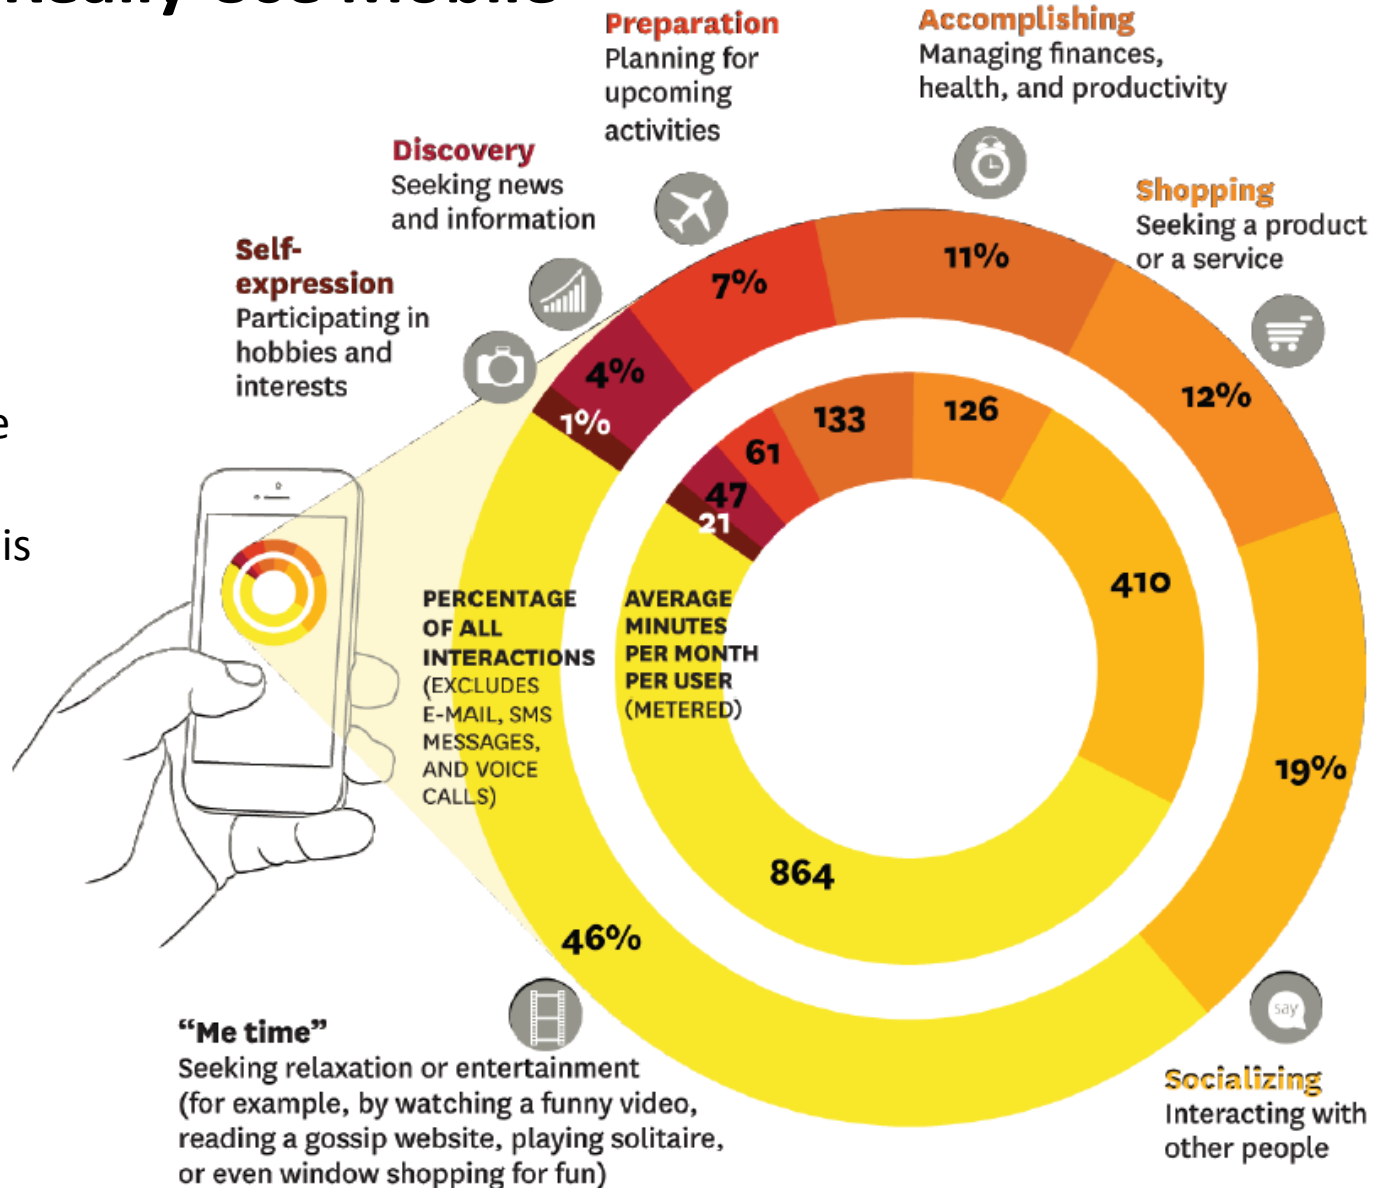 Really Use Mobile
Preparation
Planning for
upcoming
activities
Accomplishing
Managing finances,
health, and productivity
Discovery
Seeking news
and information
Shopping
Seeking a product
or a service
Self-
expression
Participating in
hobbies and
interests
7%
11%
4%
12%
1%
133
126
61
47
21
e
is
410
PERCENTAGE
OF ALL
INTERACTIONS
(EXCLUDES
E-MAIL, SMS
MESSAGES,
AND VOICE
CALLS)
AVERAGE
MINUTES
PER MONTH
PER USER
(METERED)
19%
864
46%
say
"Me time"
Seeking relaxation or entertainment
(for example, by watching a funny video,
reading a gossip website, playing solitaire,
or even window shopping for fun)
Socializing
Interacting with
other people